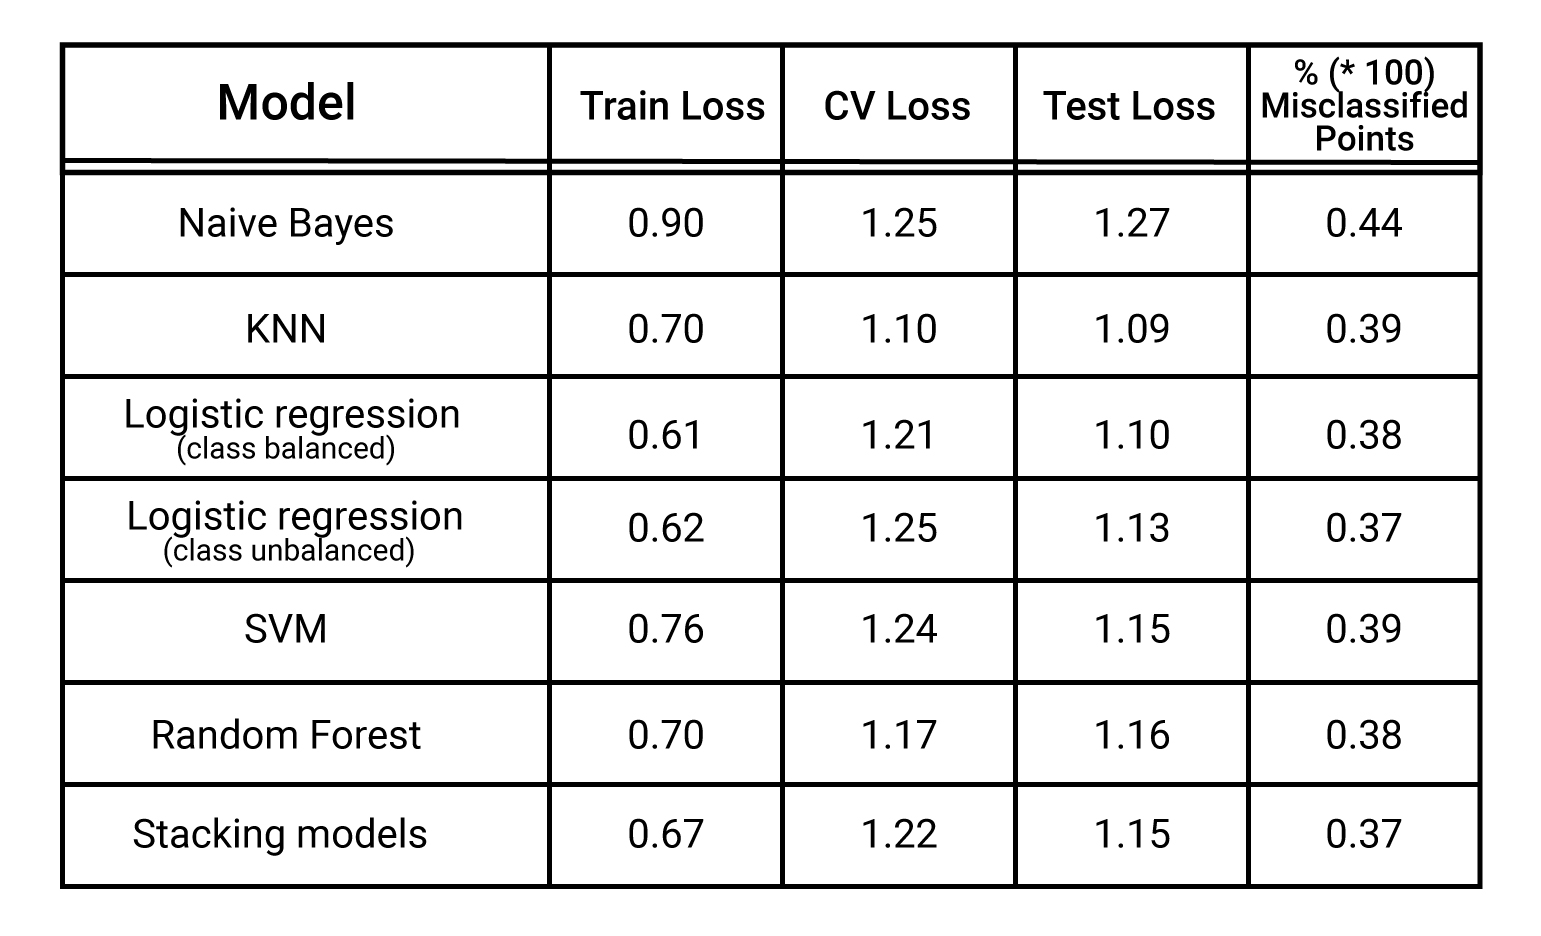 Model Train Loss CV Loss Test Loss % (* 100)
Misclassified
Points
Naive Bayes 0.90 1.25 1.27 0.44
KNN 0.70 1.10 1.09 0.39
Logistic regression
(class balanced) 0.61 1.21 1.10 0.38
Logistic regression
(class unbalanced) 0.62 1.25 1.13 0.37
SVM 0.76 1.24 1.15 0.39
Random Forest 0.70 1.17 1.16 0.38
Stacking models 0.67 1.22 1.15 0.37